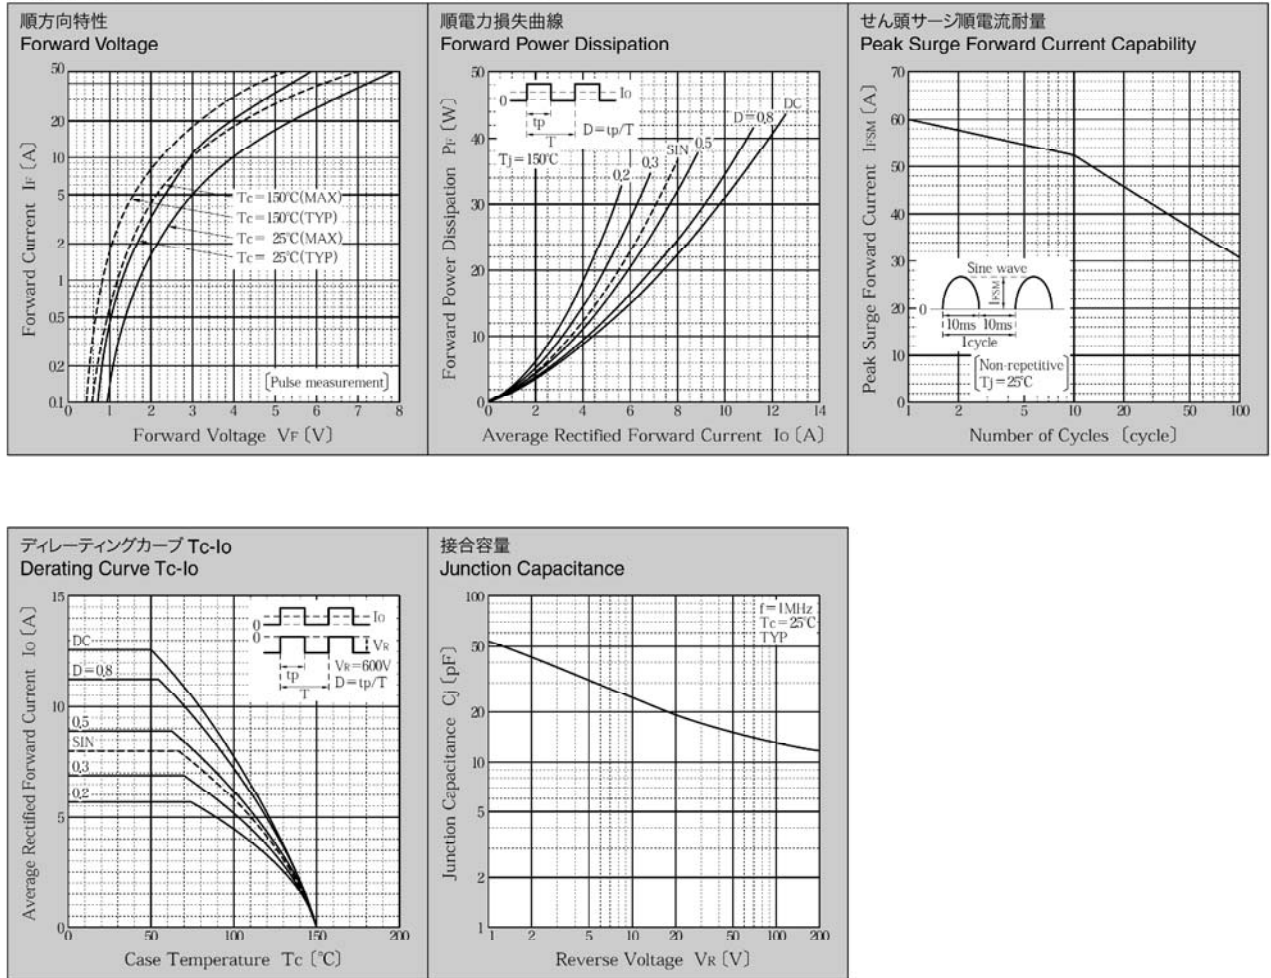 順方向特性
Forward Voltage
50
20
10
5
2
1
0.5
0.2
0.1
Forward Current IF [A]
Tc=150℃(MAX)
Tc=150℃(TYP)
Tc= 25℃(MAX)
Tc= 25℃(TYP)
[Pulse measurement]
0 1 2 3 4 5 6 7 8
Forward Voltage VF [V]
順電力損失曲線
Forward Power Dissipation
50
40
30
20
10
0
Forward Power Dissipation PF [W]
0
Io
tp
T
D=tp/T
Tj=150℃
DC
D=0.8
0.5
SIN
0.3
0.2
0 2 4 6 8 10 12 14
Average Rectified Forward Current Io [A]
せん頭サージ順電流耐量
Peak Surge Forward Current Capability
70
60
50
40
30
20
10
0
Peak Surge Forward Current IFSM [A]
Sine wave
0
IFSM
10ms 10ms
1cycle
[Non-repetitive
Tj=25℃]
1 2 5 10 20 50 100
Number of Cycles [cycle]
ディレーティングカーブ Tc-Io
Derating Curve Tc-Io
15
10
5
0
Average Rectified Forward Current Io [A]
DC
D=0.8
0.5
SIN
0.3
0.2
0
Io
0
VR
tp
VR=600V
T
D=tp/T
0 50 100 150 200
Case Temperature Tc [℃]
接合容量
Junction Capacitance
100
50
20
10
5
2
1
Junction Capacitance Cj [pF]
f=1MHz
Tc=25℃
TYP
1 2 5 10 20 50 100 200
Reverse Voltage VR [V]